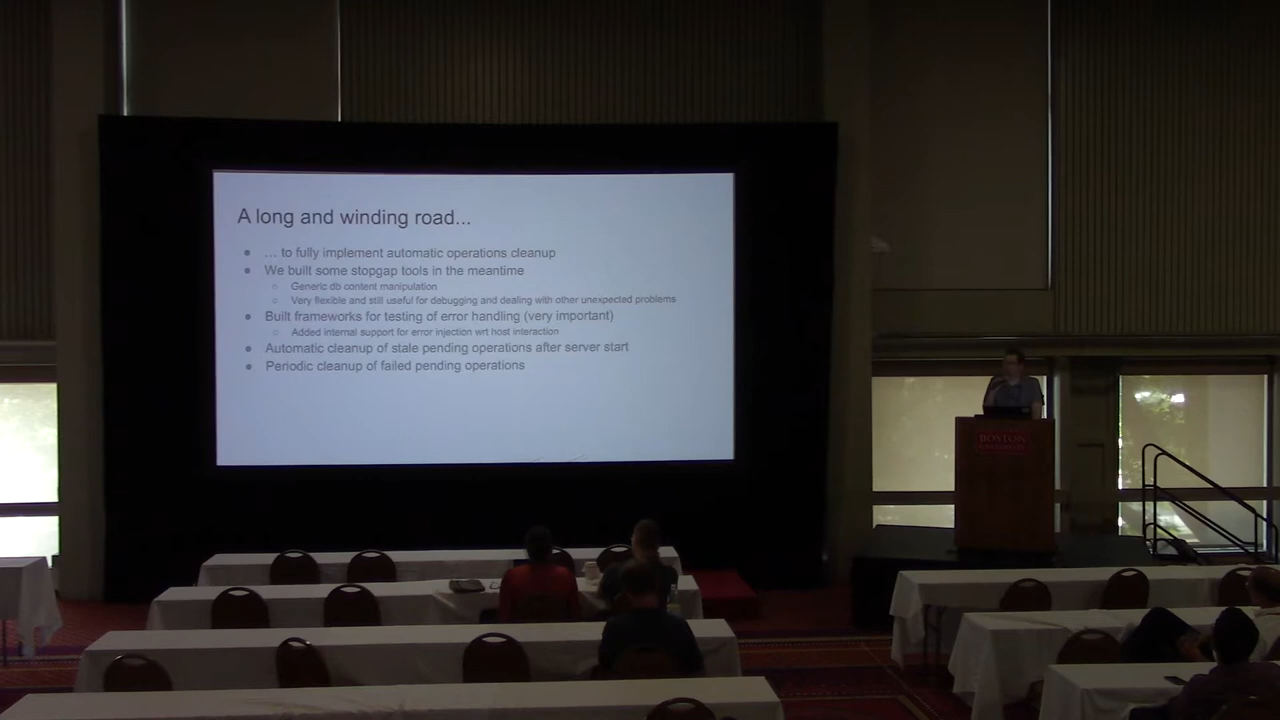 A long and winding road...
... to fully implement automatic operations cleanup
We built some stopgap tools in the meantime
Generic db content manipulation
Very flexible and still useful for debugging and dealing with other unexpected problems
Built frameworks for testing of error handling (very important)
Added internal support for error injection wrt host interaction
Automatic cleanup of stale pending operations after server start
Periodic cleanup of failed pending operations
BOSTON